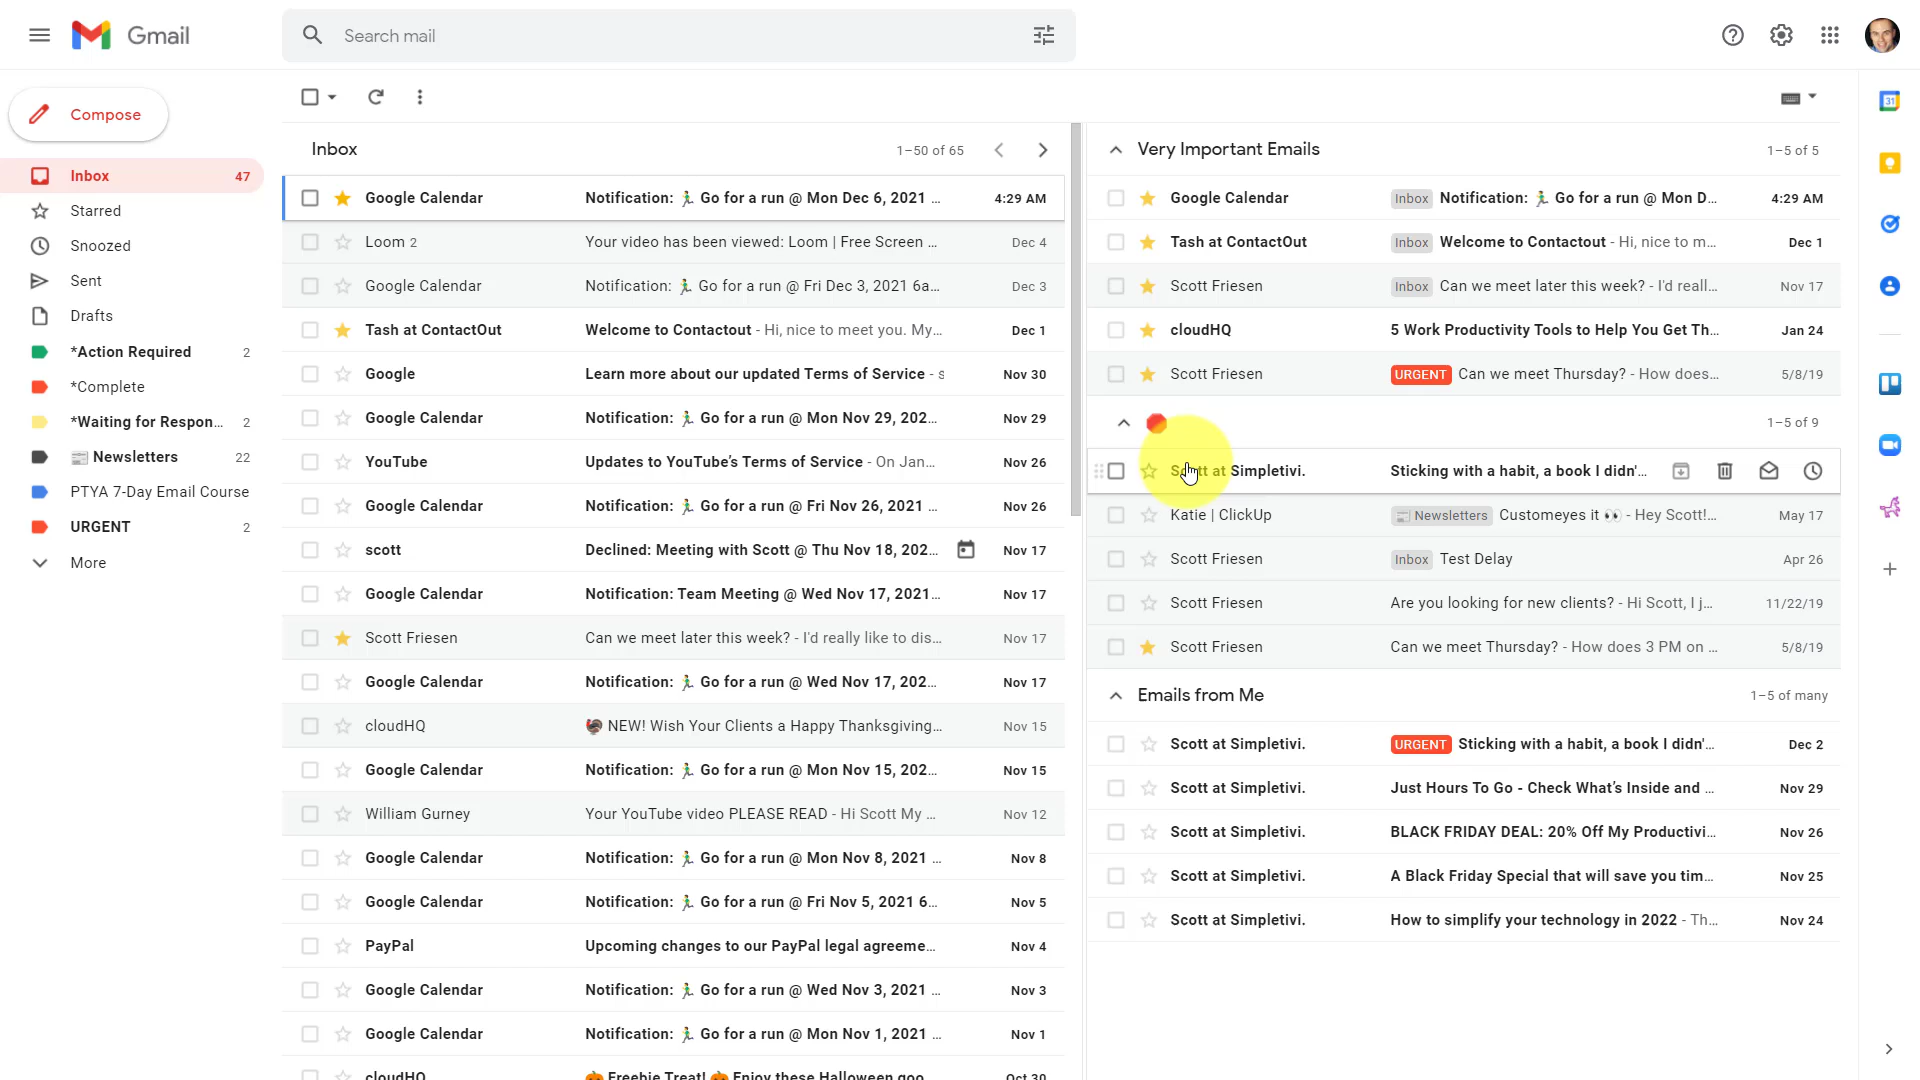 Gmail
Search mail
Compose
Inbox 47
Starred
Snoozed
Sent
Drafts
*Action Required 2
*Complete
*Waiting for Respon... 2
📰 Newsletters 22
PTYA 7-Day Email Course
URGENT 2
More
Inbox 1–50 of 65
Google Calendar Notification: 🏃‍♂️ Go for a run @ Mon Dec 6, 2021 ... 4:29 AM
Loom 2 Your video has been viewed: Loom | Free Screen ... Dec 4
Google Calendar Notification: 🏃‍♂️ Go for a run @ Fri Dec 3, 2021 6a... Dec 3
Tash at ContactOut Welcome to Contactout - Hi, nice to meet you. My... Dec 1
Google Learn more about our updated Terms of Service - s Nov 30
Google Calendar Notification: 🏃‍♂️ Go for a run @ Mon Nov 29, 202... Nov 29
YouTube Updates to YouTube's Terms of Service - On Jan... Nov 26
Google Calendar Notification: 🏃‍♂️ Go for a run @ Fri Nov 26, 2021 ... Nov 26
scott Declined: Meeting with Scott @ Thu Nov 18, 202... Nov 17
Google Calendar Notification: Team Meeting @ Wed Nov 17, 2021... Nov 17
Scott Friesen Can we meet later this week? - I'd really like to dis... Nov 17
Google Calendar Notification: 🏃‍♂️ Go for a run @ Wed Nov 17, 202... Nov 17
cloudHQ 🦃 NEW! Wish Your Clients a Happy Thanksgiving... Nov 15
Google Calendar Notification: 🏃‍♂️ Go for a run @ Mon Nov 15, 202... Nov 15
William Gurney Your YouTube video PLEASE READ - Hi Scott My ... Nov 12
Google Calendar Notification: 🏃‍♂️ Go for a run @ Mon Nov 8, 2021 ... Nov 8
Google Calendar Notification: 🏃‍♂️ Go for a run @ Fri Nov 5, 2021 6... Nov 5
PayPal Upcoming changes to our PayPal legal agreeme... Nov 4
Google Calendar Notification: 🏃‍♂️ Go for a run @ Wed Nov 3, 2021 ... Nov 3
Google Calendar Notification: 🏃‍♂️ Go for a run @ Mon Nov 1, 2021 ... Nov 1
cloudHQ 🎃 Freebie Treat! 🎃 Enjoy these Halloween goo Oct 30
Very Important Emails 1–5 of 5
Google Calendar Inbox Notification: 🏃‍♂️ Go for a run @ Mon D... 4:29 AM
Tash at ContactOut Inbox Welcome to Contactout - Hi, nice to m... Dec 1
Scott Friesen Inbox Can we meet later this week? - I'd reall... Nov 17
cloudHQ 5 Work Productivity Tools to Help You Get Th... Jan 24
Scott Friesen URGENT Can we meet Thursday? - How does... 5/8/19
1–5 of 9
Scott at Simpletivi. Sticking with a habit, a book I didn'...
Katie | ClickUp 📰 Newsletters Customeyes it 👀 - Hey Scott!... May 17
Scott Friesen Inbox Test Delay Apr 26
Scott Friesen Are you looking for new clients? - Hi Scott, I j... 11/22/19
Scott Friesen Can we meet Thursday? - How does 3 PM on ... 5/8/19
Emails from Me 1–5 of many
Scott at Simpletivi. URGENT Sticking with a habit, a book I didn'... Dec 2
Scott at Simpletivi. Just Hours To Go - Check What's Inside and ... Nov 29
Scott at Simpletivi. BLACK FRIDAY DEAL: 20% Off My Productivi... Nov 26
Scott at Simpletivi. A Black Friday Special that will save you tim... Nov 25
Scott at Simpletivi. How to simplify your technology in 2022 - Th... Nov 24
31